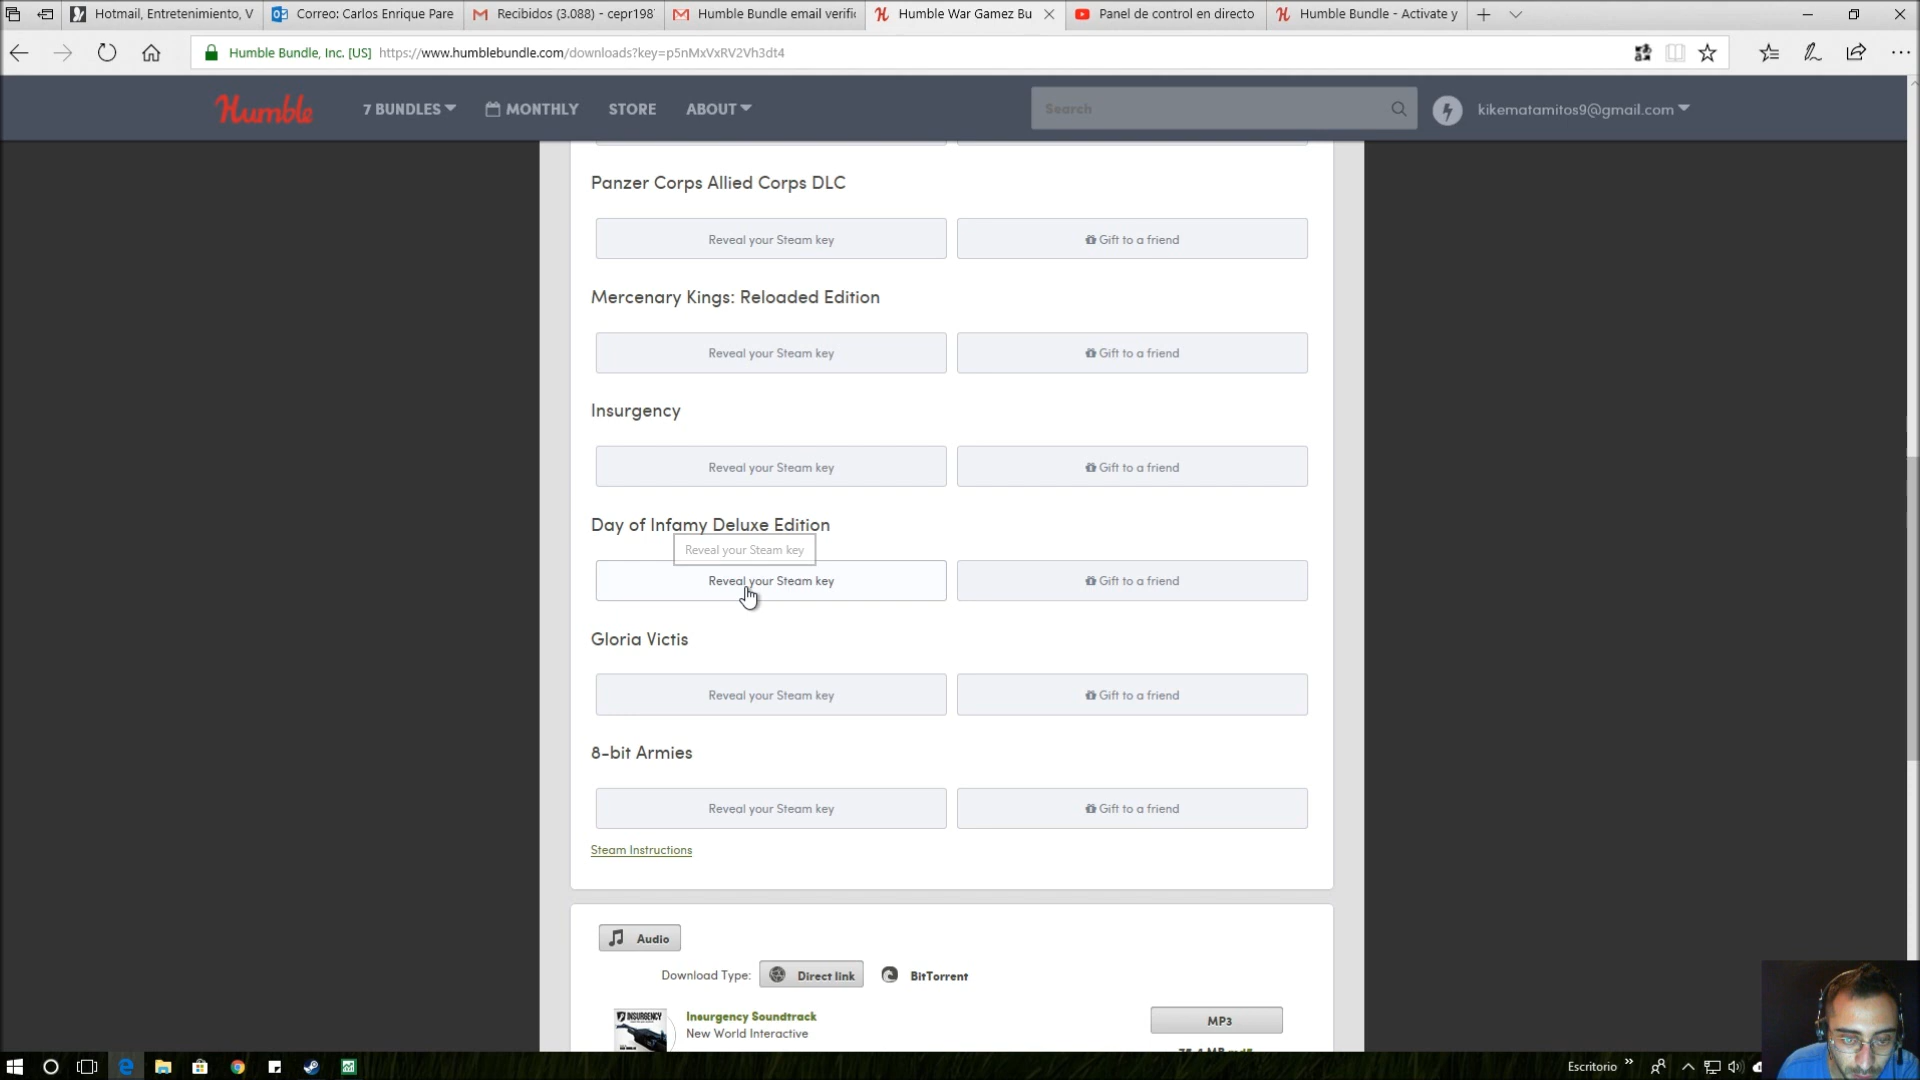 Hotmail, Entretenimiento, V
Correo: Carlos Enrique Pare
Recibidos (3.088) - cepr198
Humble Bundle email verific
Humble War Gamez Bu
Panel de control en directo
Humble Bundle - Activate y
Humble Bundle, Inc. [US] https://www.humblebundle.com/downloads?key=p5nMxVxRV2Vh3dt4
Humble
7 BUNDLES
MONTHLY
STORE
ABOUT
Search
kikematamitos9@gmail.com
Panzer Corps Allied Corps DLC
Reveal your Steam key
Gift to a friend
Mercenary Kings: Reloaded Edition
Reveal your Steam key
Gift to a friend
Insurgency
Reveal your Steam key
Gift to a friend
Day of Infamy Deluxe Edition
Reveal your Steam key
Reveal your Steam key
Gift to a friend
Gloria Victis
Reveal your Steam key
Gift to a friend
8-bit Armies
Reveal your Steam key
Gift to a friend
Steam Instructions
Audio
Download Type:
Direct link
BitTorrent
INSURGENCY
Insurgency Soundtrack
New World Interactive
MP3
Escritorio